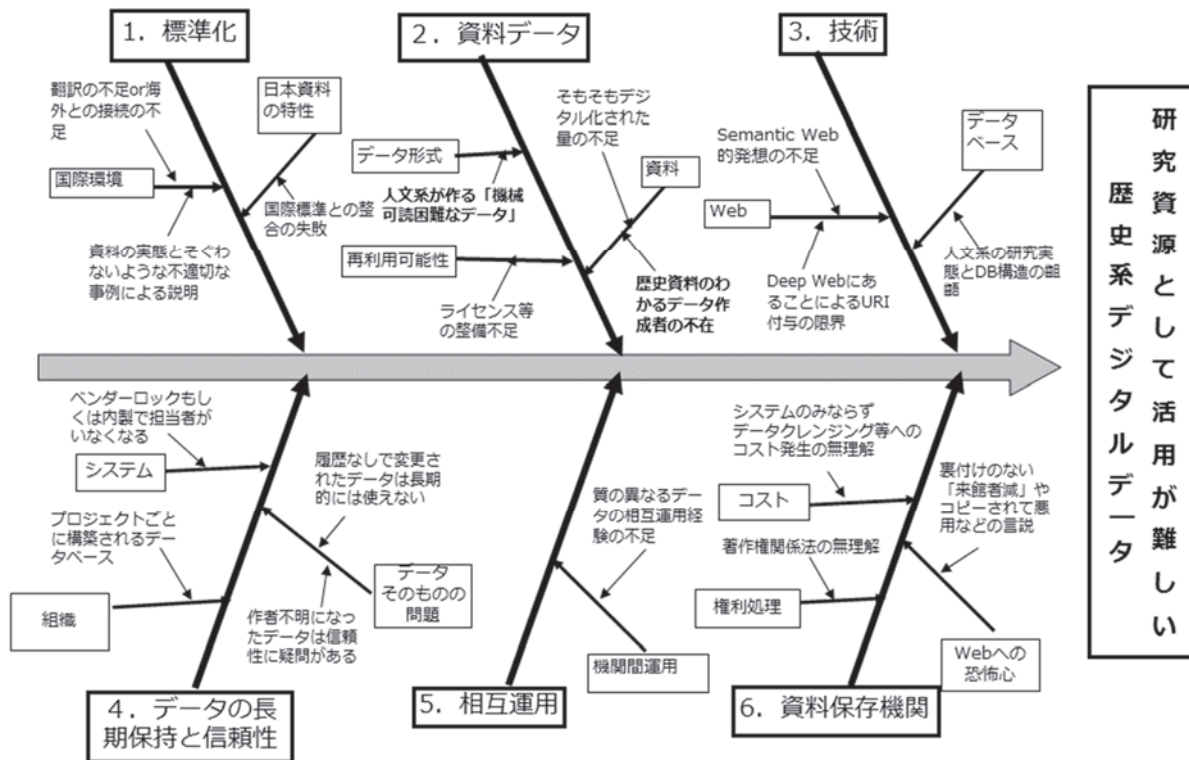 1．標準化
翻訳の不足or海
外との接続の不
足
日本資料
の特性
国際環境
国際標準との整
合の失敗
資料の実態とそぐわ
ないような不適切な
事例による説明
2．資料データ
そもそもデジ
タル化された
量の不足
データ形式
人文系が作る「機械
可読困難なデータ」
資料
再利用可能性
ライセンス等
の整備不足
歴史資料のわ
かるデータ作
成者の不在
3．技術
Semantic Web
的発想の不足
データ
ベース
Web
人文系の研究実
態とDB構造の齟
齬
Deep Webにあ
ることによるURI
付与の限界
研究資源として活用が難しい
歴史系デジタルデータ
ベンダーロックもし
くは内製で担当者が
いなくなる
システム
履歴なしで変更さ
れたデータは長期
的には使えない
プロジェクトごと
に構築されるデー
タベース
組織
データ
そのものの
問題
作者不明になっ
たデータは信頼
性に疑問がある
4．データの長
期保持と信頼性
質の異なるデー
タの相互運用経
験の不足
機関間運用
5．相互運用
システムのみならず
データクレンジング等への
コスト発生の無理解
コスト
裏付けのない
「来館者減」や
コピーされて悪
用などの言説
著作権関係法の無理解
権利処理
Webへの
恐怖心
6．資料保存機関